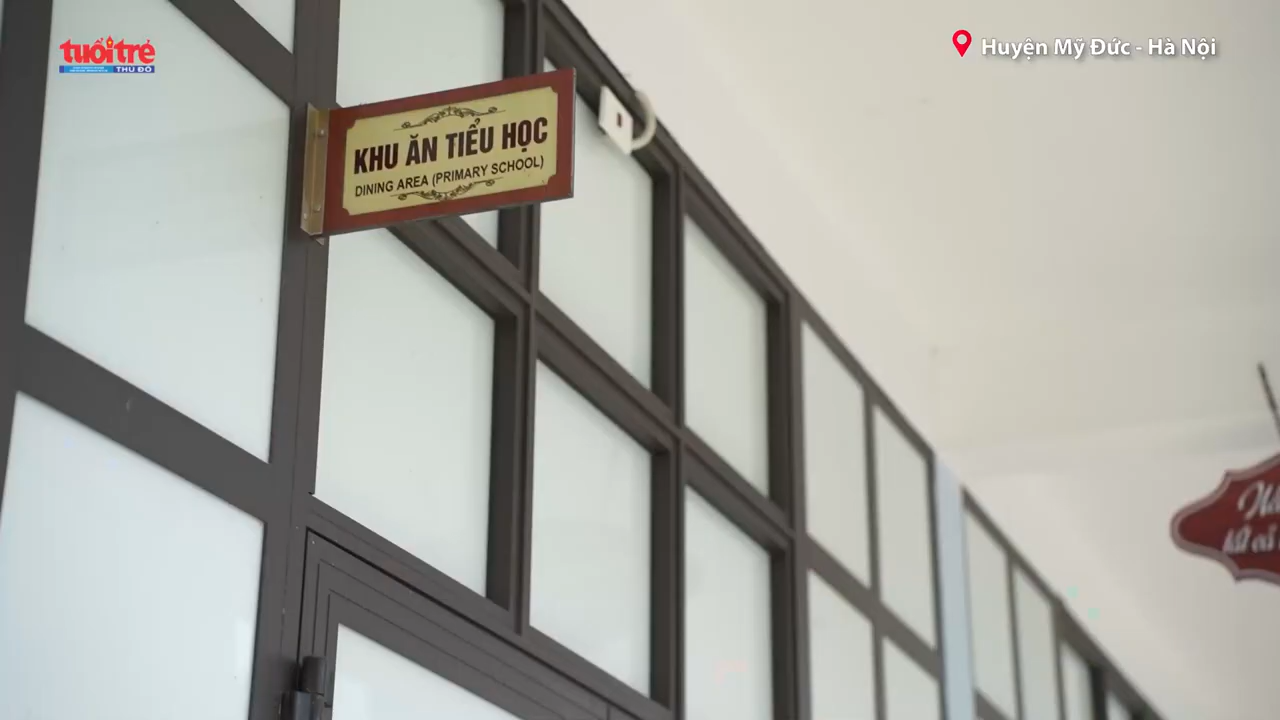 tuổi trẻ
THỦ ĐÔ
Huyện Mỹ Đức - Hà Nội
KHU ĂN TIỂU HỌC
DINING AREA (PRIMARY SCHOOL)